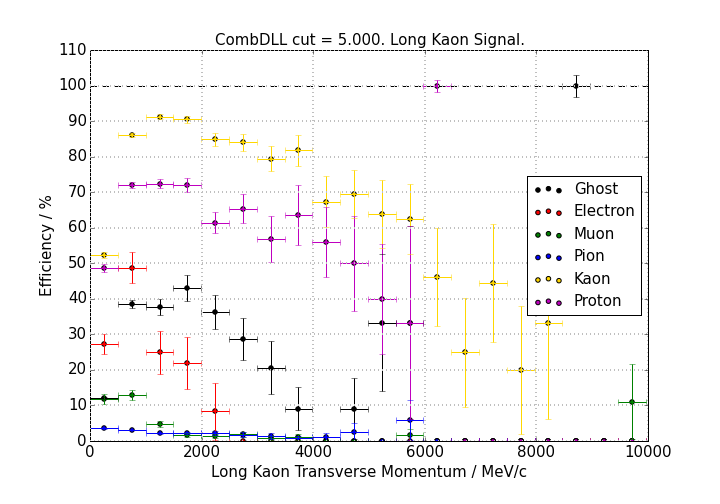 CombDLL cut = 5.000. Long Kaon Signal.
110
100
90
80
70
60
50
40
30
20
10
0
Efficiency / %
Ghost
Electron
Muon
Pion
Kaon
Proton
0 2000 4000 6000 8000 10000
Long Kaon Transverse Momentum / MeV/c